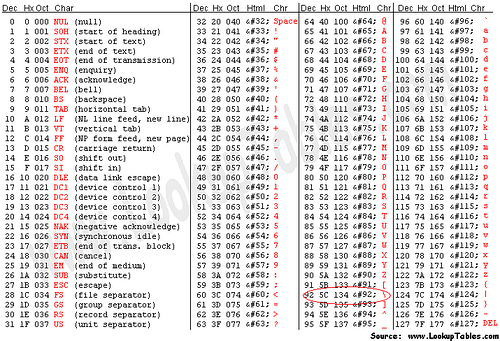 Dec Hx Oct Char Dec Hx Oct Html Chr Dec Hx Oct Html Chr Dec Hx Oct Html Chr
0 0 000 NUL (null) 32 20 040 &#32; Space 64 40 100 &#64; @ 96 60 140 &#96; `
1 1 001 SOH (start of heading) 33 21 041 &#33; ! 65 41 101 &#65; A 97 61 141 &#97; a
2 2 002 STX (start of text) 34 22 042 &#34; " 66 42 102 &#66; B 98 62 142 &#98; b
3 3 003 ETX (end of text) 35 23 043 &#35; # 67 43 103 &#67; C 99 63 143 &#99; c
4 4 004 EOT (end of transmission) 36 24 044 &#36; $ 68 44 104 &#68; D 100 64 144 &#100; d
5 5 005 ENQ (enquiry) 37 25 045 &#37; % 69 45 105 &#69; E 101 65 145 &#101; e
6 6 006 ACK (acknowledge) 38 26 046 &#38; & 70 46 106 &#70; F 102 66 146 &#102; f
7 7 007 BEL (bell) 39 27 047 &#39; ' 71 47 107 &#71; G 103 67 147 &#103; g
8 8 010 BS (backspace) 40 28 050 &#40; ( 72 48 110 &#72; H 104 68 150 &#104; h
9 9 011 TAB (horizontal tab) 41 29 051 &#41; ) 73 49 111 &#73; I 105 69 151 &#105; i
10 A 012 LF (NL line feed, new line) 42 2A 052 &#42; * 74 4A 112 &#74; J 106 6A 152 &#106; j
11 B 013 VT (vertical tab) 43 2B 053 &#43; + 75 4B 113 &#75; K 107 6B 153 &#107; k
12 C 014 FF (NP form feed, new page) 44 2C 054 &#44; , 76 4C 114 &#76; L 108 6C 154 &#108; l
13 D 015 CR (carriage return) 45 2D 055 &#45; - 77 4D 115 &#77; M 109 6D 155 &#109; m
14 E 016 SO (shift out) 46 2E 056 &#46; . 78 4E 116 &#78; N 110 6E 156 &#110; n
15 F 017 SI (shift in) 47 2F 057 &#47; / 79 4F 117 &#79; O 111 6F 157 &#111; o
16 10 020 DLE (data link escape) 48 30 060 &#48; 0 80 50 120 &#80; P 112 70 160 &#112; p
17 11 021 DC1 (device control 1) 49 31 061 &#49; 1 81 51 121 &#81; Q 113 71 161 &#113; q
18 12 022 DC2 (device control 2) 50 32 062 &#50; 2 82 52 122 &#82; R 114 72 162 &#114; r
19 13 023 DC3 (device control 3) 51 33 063 &#51; 3 83 53 123 &#83; S 115 73 163 &#115; s
20 14 024 DC4 (device control 4) 52 34 064 &#52; 4 84 54 124 &#84; T 116 74 164 &#116; t
21 15 025 NAK (negative acknowledge) 53 35 065 &#53; 5 85 55 125 &#85; U 117 75 165 &#117; u
22 16 026 SYN (synchronous idle) 54 36 066 &#54; 6 86 56 126 &#86; V 118 76 166 &#118; v
23 17 027 ETB (end of trans. block) 55 37 067 &#55; 7 87 57 127 &#87; W 119 77 167 &#119; w
24 18 030 CAN (cancel) 56 38 070 &#56; 8 88 58 130 &#88; X 120 78 170 &#120; x
25 19 031 EM (end of medium) 57 39 071 &#57; 9 89 59 131 &#89; Y 121 79 171 &#121; y
26 1A 032 SUB (substitute) 58 3A 072 &#58; : 90 5A 132 &#90; Z 122 7A 172 &#122; z
27 1B 033 ESC (escape) 59 3B 073 &#59; ; 91 5B 133 &#91; [ 123 7B 173 &#123; {
28 1C 034 FS (file separator) 60 3C 074 &#60; < 92 5C 134 &#92; \ 124 7C 174 &#124; |
29 1D 035 GS (group separator) 61 3D 075 &#61; = 93 5D 135 &#93; ] 125 7D 175 &#125; }
30 1E 036 RS (record separator) 62 3E 076 &#62; > 94 5E 136 &#94; ^ 126 7E 176 &#126; ~
31 1F 037 US (unit separator) 63 3F 077 &#63; ? 95 5F 137 &#95; _ 127 7F 177 &#127; DEL
Source: www.LookupTables.com